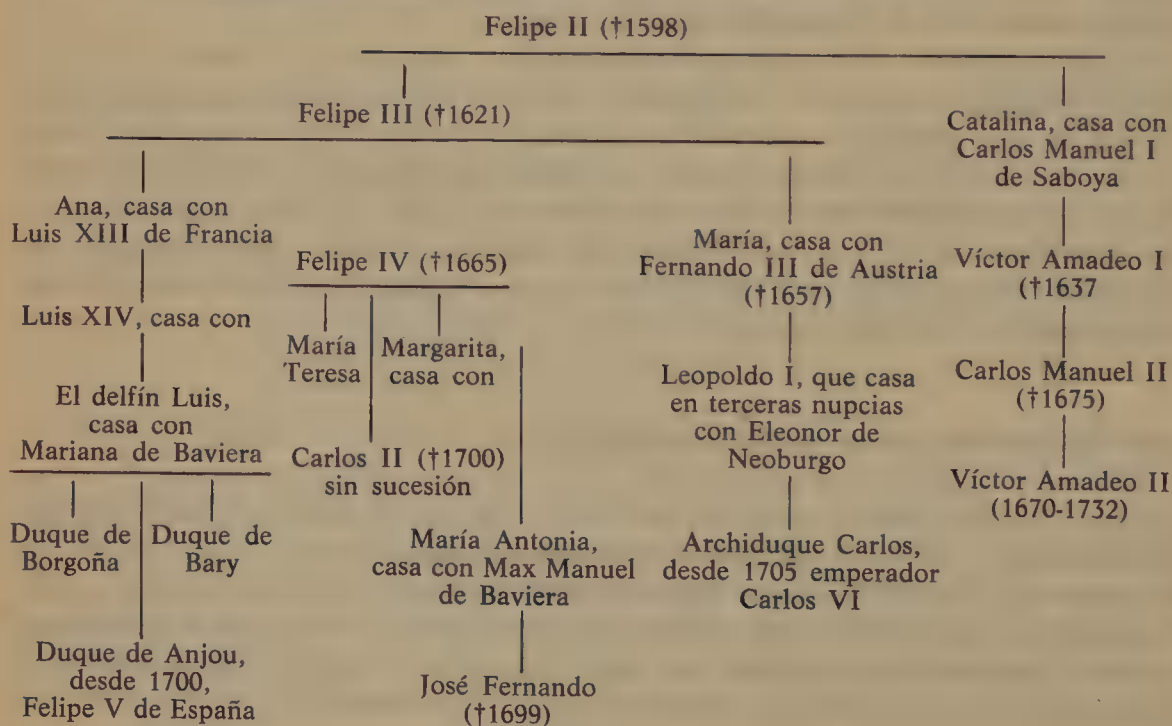 Felipe II (†1598)
Felipe III (†1621)
Catalina, casa con
Carlos Manuel I
de Saboya
Ana, casa con
Luis XIII de Francia
Felipe IV (†1665)
María, casa con
Fernando III de Austria
(†1657)
Víctor Amadeo I
(†1637
Luis XIV, casa con
María
Teresa
Margarita,
casa con
Leopoldo I, que casa
en terceras nupcias
con Eleonor de
Neoburgo
Carlos Manuel II
(†1675)
El delfín Luis,
casa con
Mariana de Baviera
Carlos II (†1700)
sin sucesión
Víctor Amadeo II
(1670-1732)
Duque de
Borgoña
Duque de
Bary
María Antonia,
casa con Max Manuel
de Baviera
Archiduque Carlos,
desde 1705 emperador
Carlos VI
Duque de Anjou,
desde 1700,
Felipe V de España
José Fernando
(†1699)